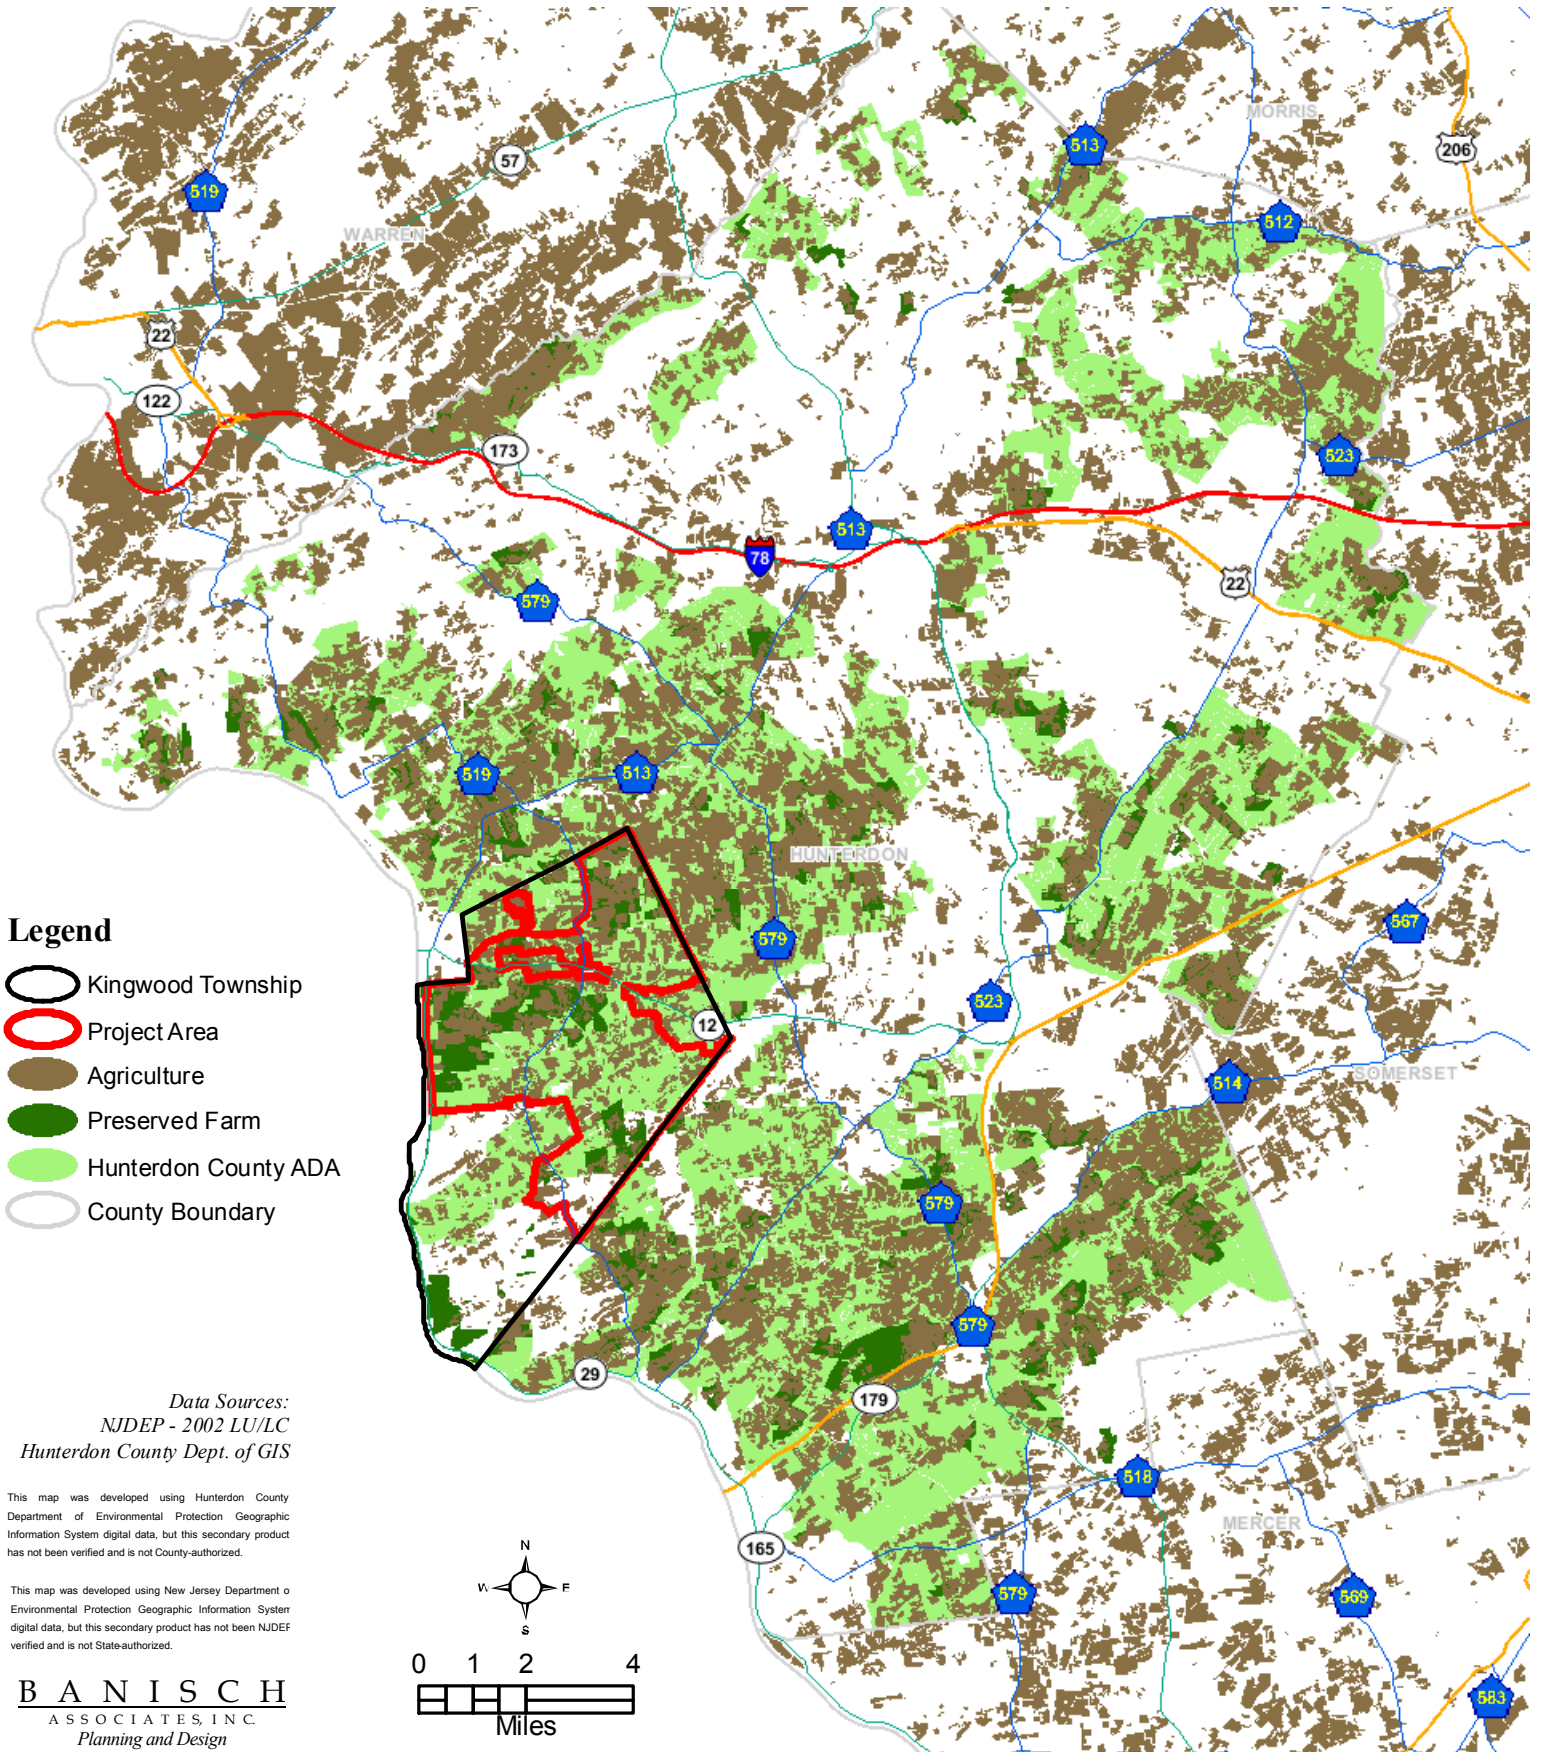 MORRIS
513
206
57
519
512
WARREN
22
122
173
523
513
78
22
579
519
513
HUNTERDON
567
579
523
12
514
SOMERSET
579
579
29
179
518
MERCER
165
579
569
583
Legend
Kingwood Township
Project Area
Agriculture
Preserved Farm
Hunterdon County ADA
County Boundary
Data Sources:
NJDEP - 2002 LU/LC
Hunterdon County Dept. of GIS
This map was developed using Hunterdon County
Department of Environmental Protection Geographic
Information System digital data, but this secondary product
has not been verified and is not County-authorized.
This map was developed using New Jersey Department o
Environmental Protection Geographic Information System
digital data, but this secondary product has not been NJDEP
verified and is not State-authorized.
BANISCH
ASSOCIATES, INC.
Planning and Design
N
W E
S
0 1 2 4
Miles